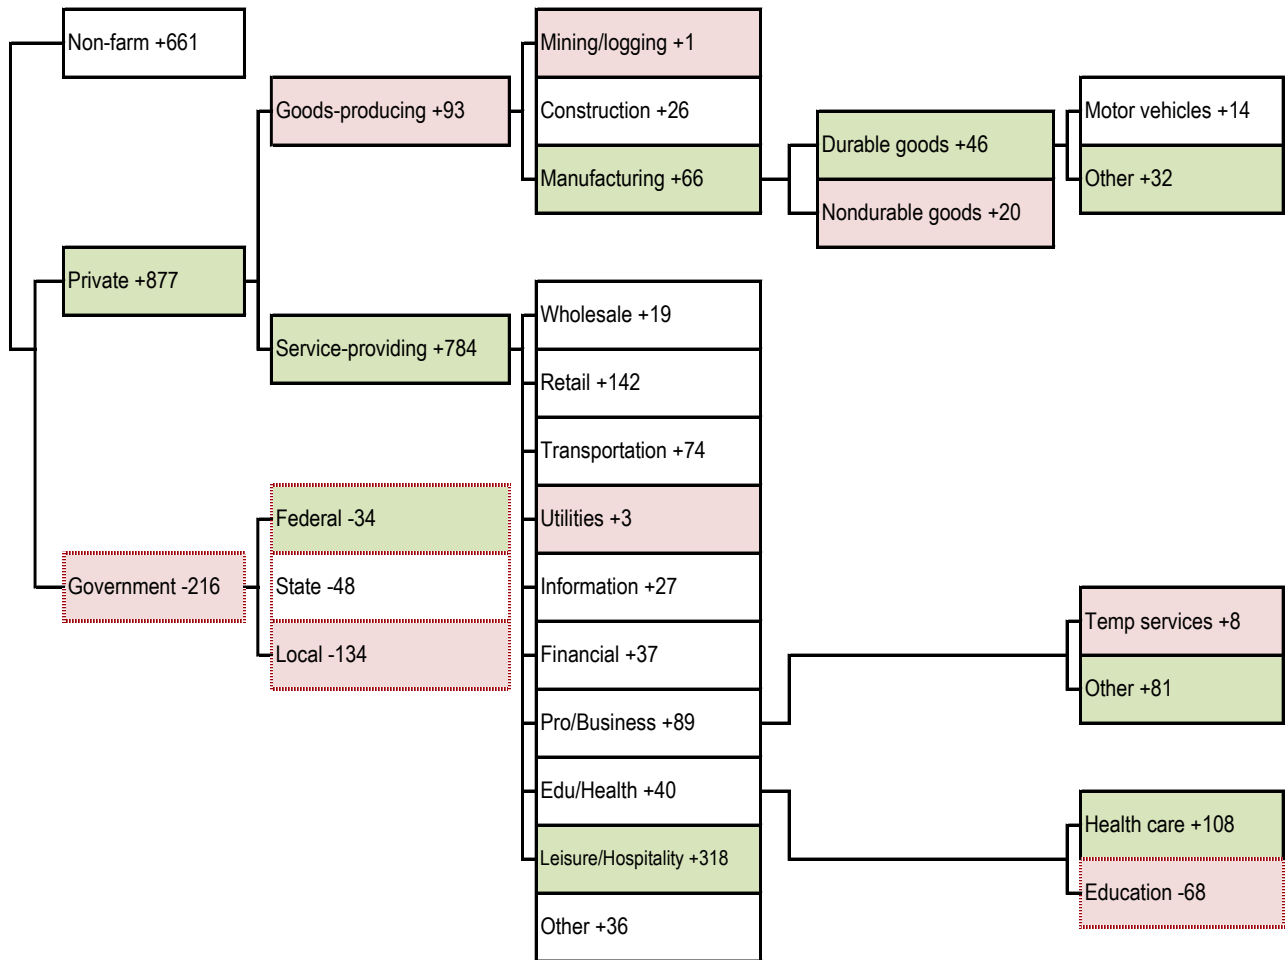 Non-farm +661
Private +877
Government -216
Goods-producing +93
Service-providing +784
Federal -34
State -48
Local -134
Mining/logging +1
Construction +26
Manufacturing +66
Wholesale +19
Retail +142
Transportation +74
Utilities +3
Information +27
Financial +37
Pro/Business +89
Edu/Health +40
Leisure/Hospitality +318
Other +36
Durable goods +46
Nondurable goods +20
Motor vehicles +14
Other +32
Temp services +8
Other +81
Health care +108
Education -68